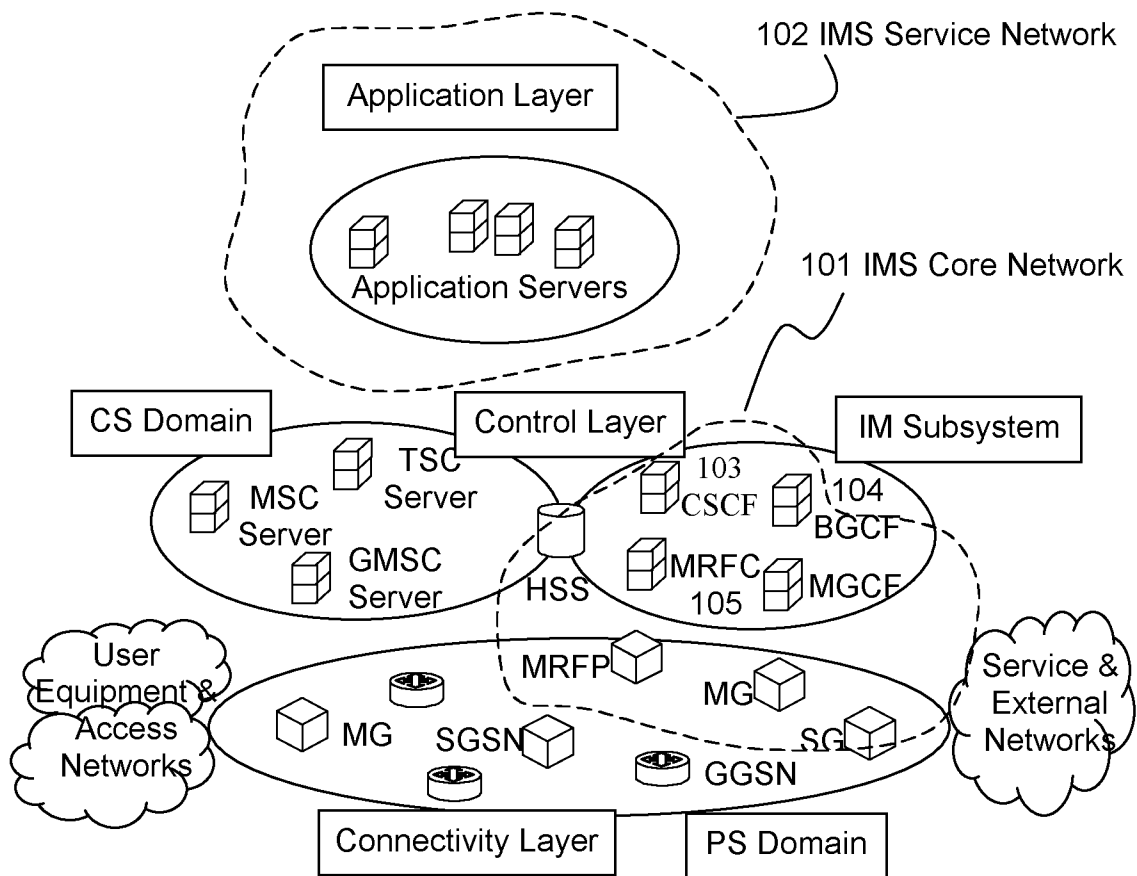 102 IMS Service Network
Application Layer
Application Servers
101 IMS Core Network
CS Domain
Control Layer
IM Subsystem
TSC
Server
MSC
Server
GMSC
Server
HSS
103
CSCF
104
BGCF
MRFC
105
MGCF
User
Equipment &
Access
Networks
MRFP
MG
MG
SGSN
SG
GGSN
Service &
External
Networks
Connectivity Layer
PS Domain